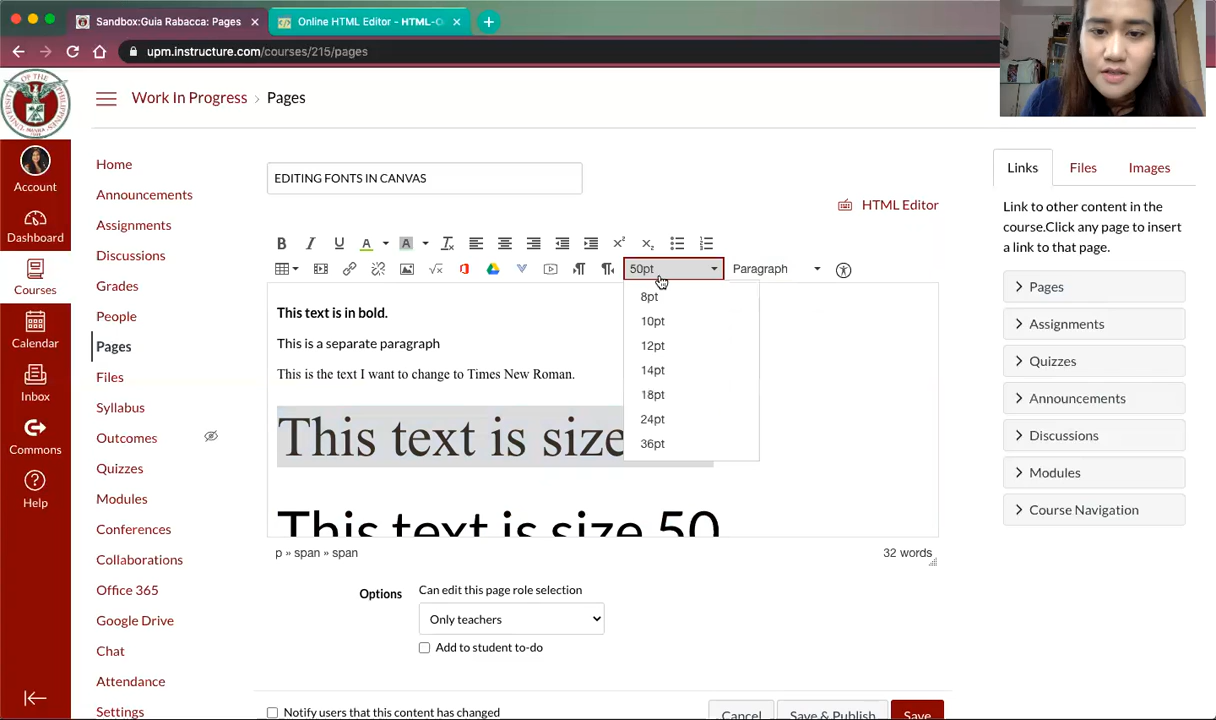 Sandbox:Guia Rabacca: Pages
Online HTML Editor - HTML-O
upm.instructure.com/courses/215/pages
Work In Progress › Pages
Account
Dashboard
Courses
Calendar
Inbox
Commons
Help
Home
Announcements
Assignments
Discussions
Grades
People
Pages
Files
Syllabus
Outcomes
Quizzes
Modules
Conferences
Collaborations
Office 365
Google Drive
Chat
Attendance
Settings
EDITING FONTS IN CANVAS
HTML Editor
50pt
Paragraph
8pt
10pt
12pt
14pt
18pt
24pt
36pt
This text is in bold.
This is a separate paragraph
This is the text I want to change to Times New Roman.
This text is size
This text is size 50
p » span » span
32 words
Options
Can edit this page role selection
Only teachers
Add to student to-do
Notify users that this content has changed
Cancel
Save & Publish
Save
Links
Files
Images
Link to other content in the
course.Click any page to insert
a link to that page.
Pages
Assignments
Quizzes
Announcements
Discussions
Modules
Course Navigation